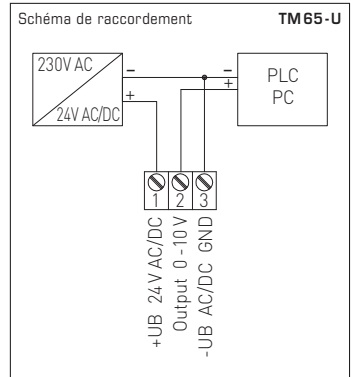 Schéma de raccordement TM65-U
230V AC
24V AC/DC
–
+
–
+
PLC
PC
1 2 3
+UB 24V AC/DC
Output 0-10V
-UB AC/DC GND